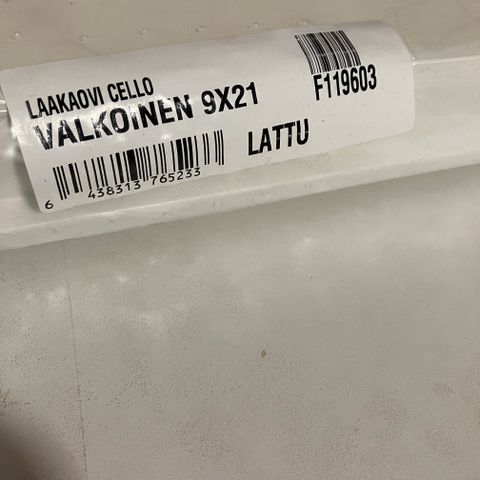 LAAKAOVI CELLO
VALKOINEN 9X21
F119603
LATTU
6 438313 765233